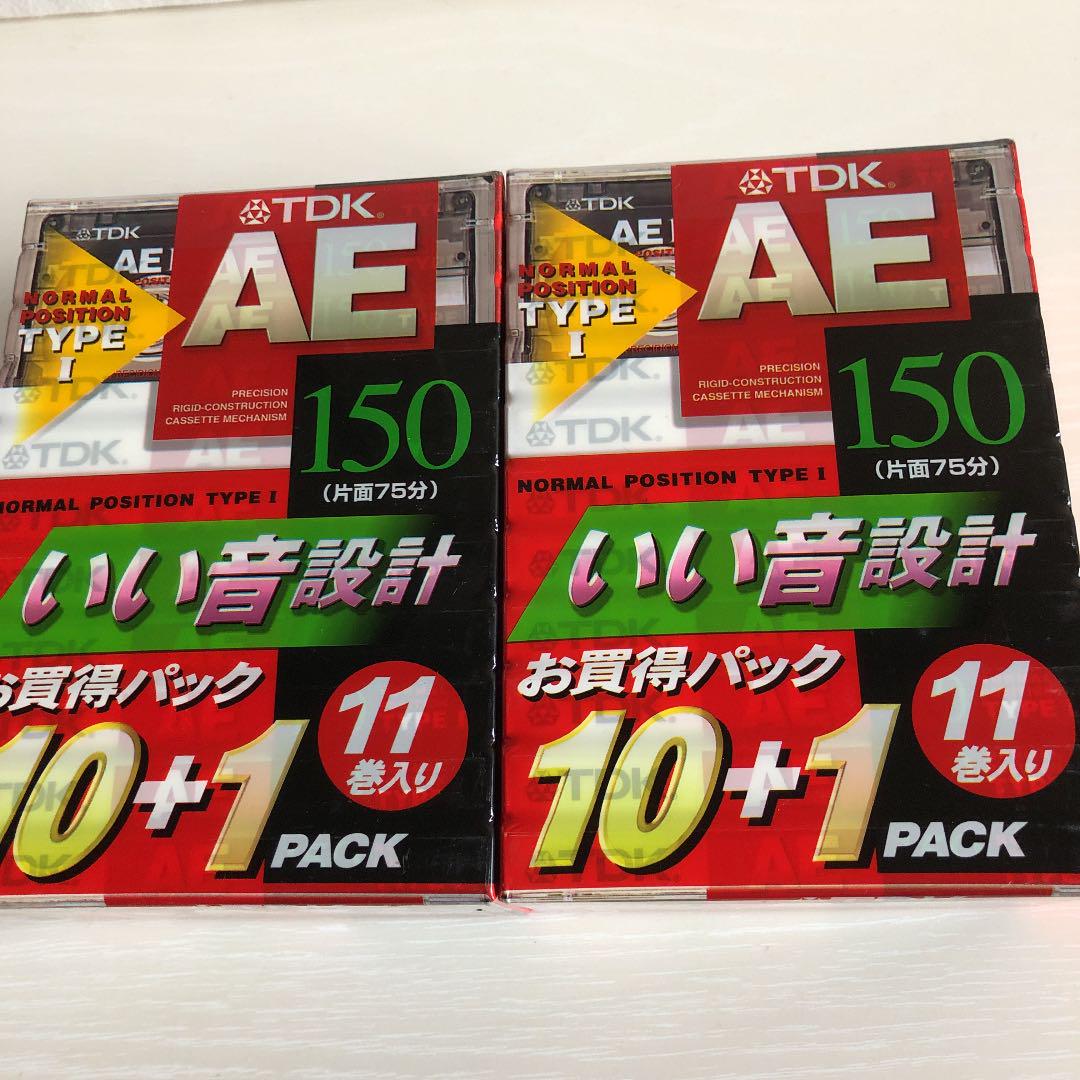 TDK
AE
TDK
AE
NORMAL
POSITION
TYPE
I
PRECISION
RIGID-CONSTRUCTION
CASSETTE MECHANISM
150
(片面75分)
TDK
NORMAL POSITION TYPE I
いい音設計
お買得パック
11
巻入り
10+1
PACK
TDK
AE
TDK
AE
NORMAL
POSITION
TYPE
I
PRECISION
RIGID-CONSTRUCTION
CASSETTE MECHANISM
150
(片面75分)
TDK
NORMAL POSITION TYPE I
いい音設計
お買得パック
11
巻入り
10+1
PACK